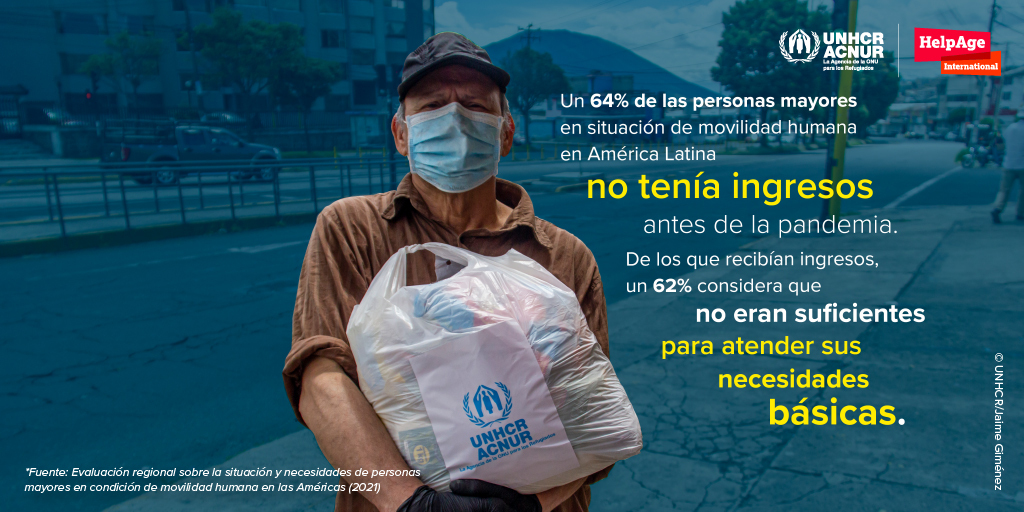 UNHCR
ACNUR
La Agencia de la ONU
para los Refugiados
HelpAge
International
Un 64% de las personas mayores
en situación de movilidad humana
en América Latina
no tenía ingresos
antes de la pandemia.
De los que recibían ingresos,
un 62% considera que
no eran suficientes
para atender sus
necesidades
básicas.
UNHCR
ACNUR
La Agencia de la ONU para los Refugiados
© UNHCR/Jaime Giménez
*Fuente: Evaluación regional sobre la situación y necesidades de personas
mayores en condición de movilidad humana en las Américas (2021)